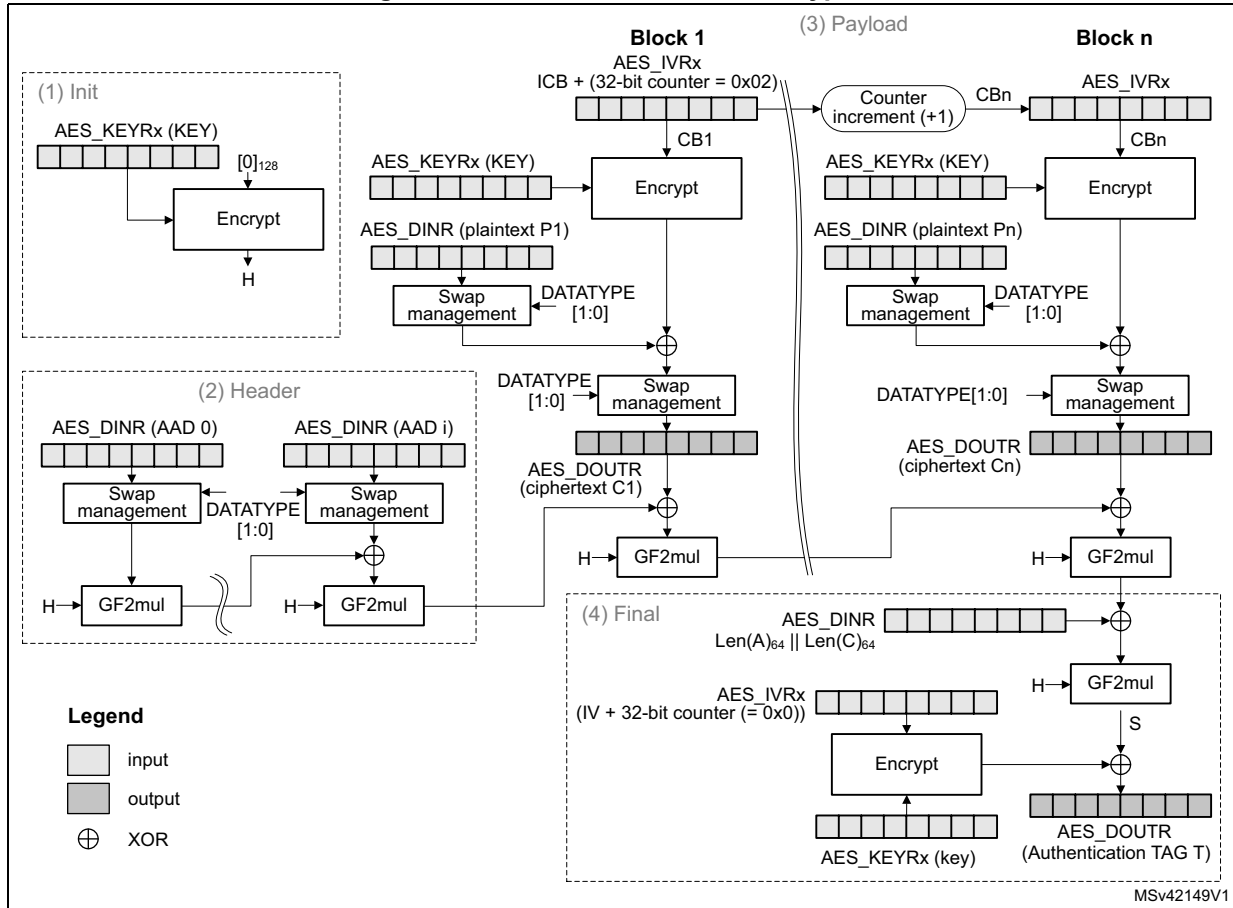 (3) Payload
Block 1
Block n
AES_IVRx
ICB + (32-bit counter = 0x02)
Counter
increment (+1)
CBn
AES_IVRx
CB1
CBn
(1) Init
AES_KEYRx (KEY)
[0]128
Encrypt
H
AES_KEYRx (KEY)
Encrypt
AES_KEYRx (KEY)
Encrypt
AES_DINR (plaintext P1)
Swap
management
DATATYPE
[1:0]
AES_DINR (plaintext Pn)
Swap
management
DATATYPE
[1:0]
DATATYPE
[1:0]
Swap
management
DATATYPE[1:0]
Swap
management
AES_DOUTR
(ciphertext C1)
AES_DOUTR
(ciphertext Cn)
(2) Header
AES_DINR (AAD 0)
AES_DINR (AAD i)
Swap
management
DATATYPE
[1:0]
Swap
management
H
GF2mul
H
GF2mul
H
GF2mul
H
GF2mul
(4) Final
AES_DINR
Len(A)64 || Len(C)64
H
GF2mul
S
AES_IVRx
(IV + 32-bit counter (= 0x0))
Encrypt
AES_KEYRx (key)
AES_DOUTR
(Authentication TAG T)
Legend
input
output
XOR
MSv42149V1